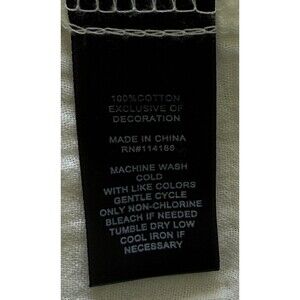 100%COTTON
EXCLUSIVE OF
DECORATION
MADE IN CHINA
RN#114186
MACHINE WASH
COLD
WITH LIKE COLORS
GENTLE CYCLE
ONLY NON-CHLORINE
BLEACH IF NEEDED
TUMBLE DRY LOW
COOL IRON IF
NECESSARY